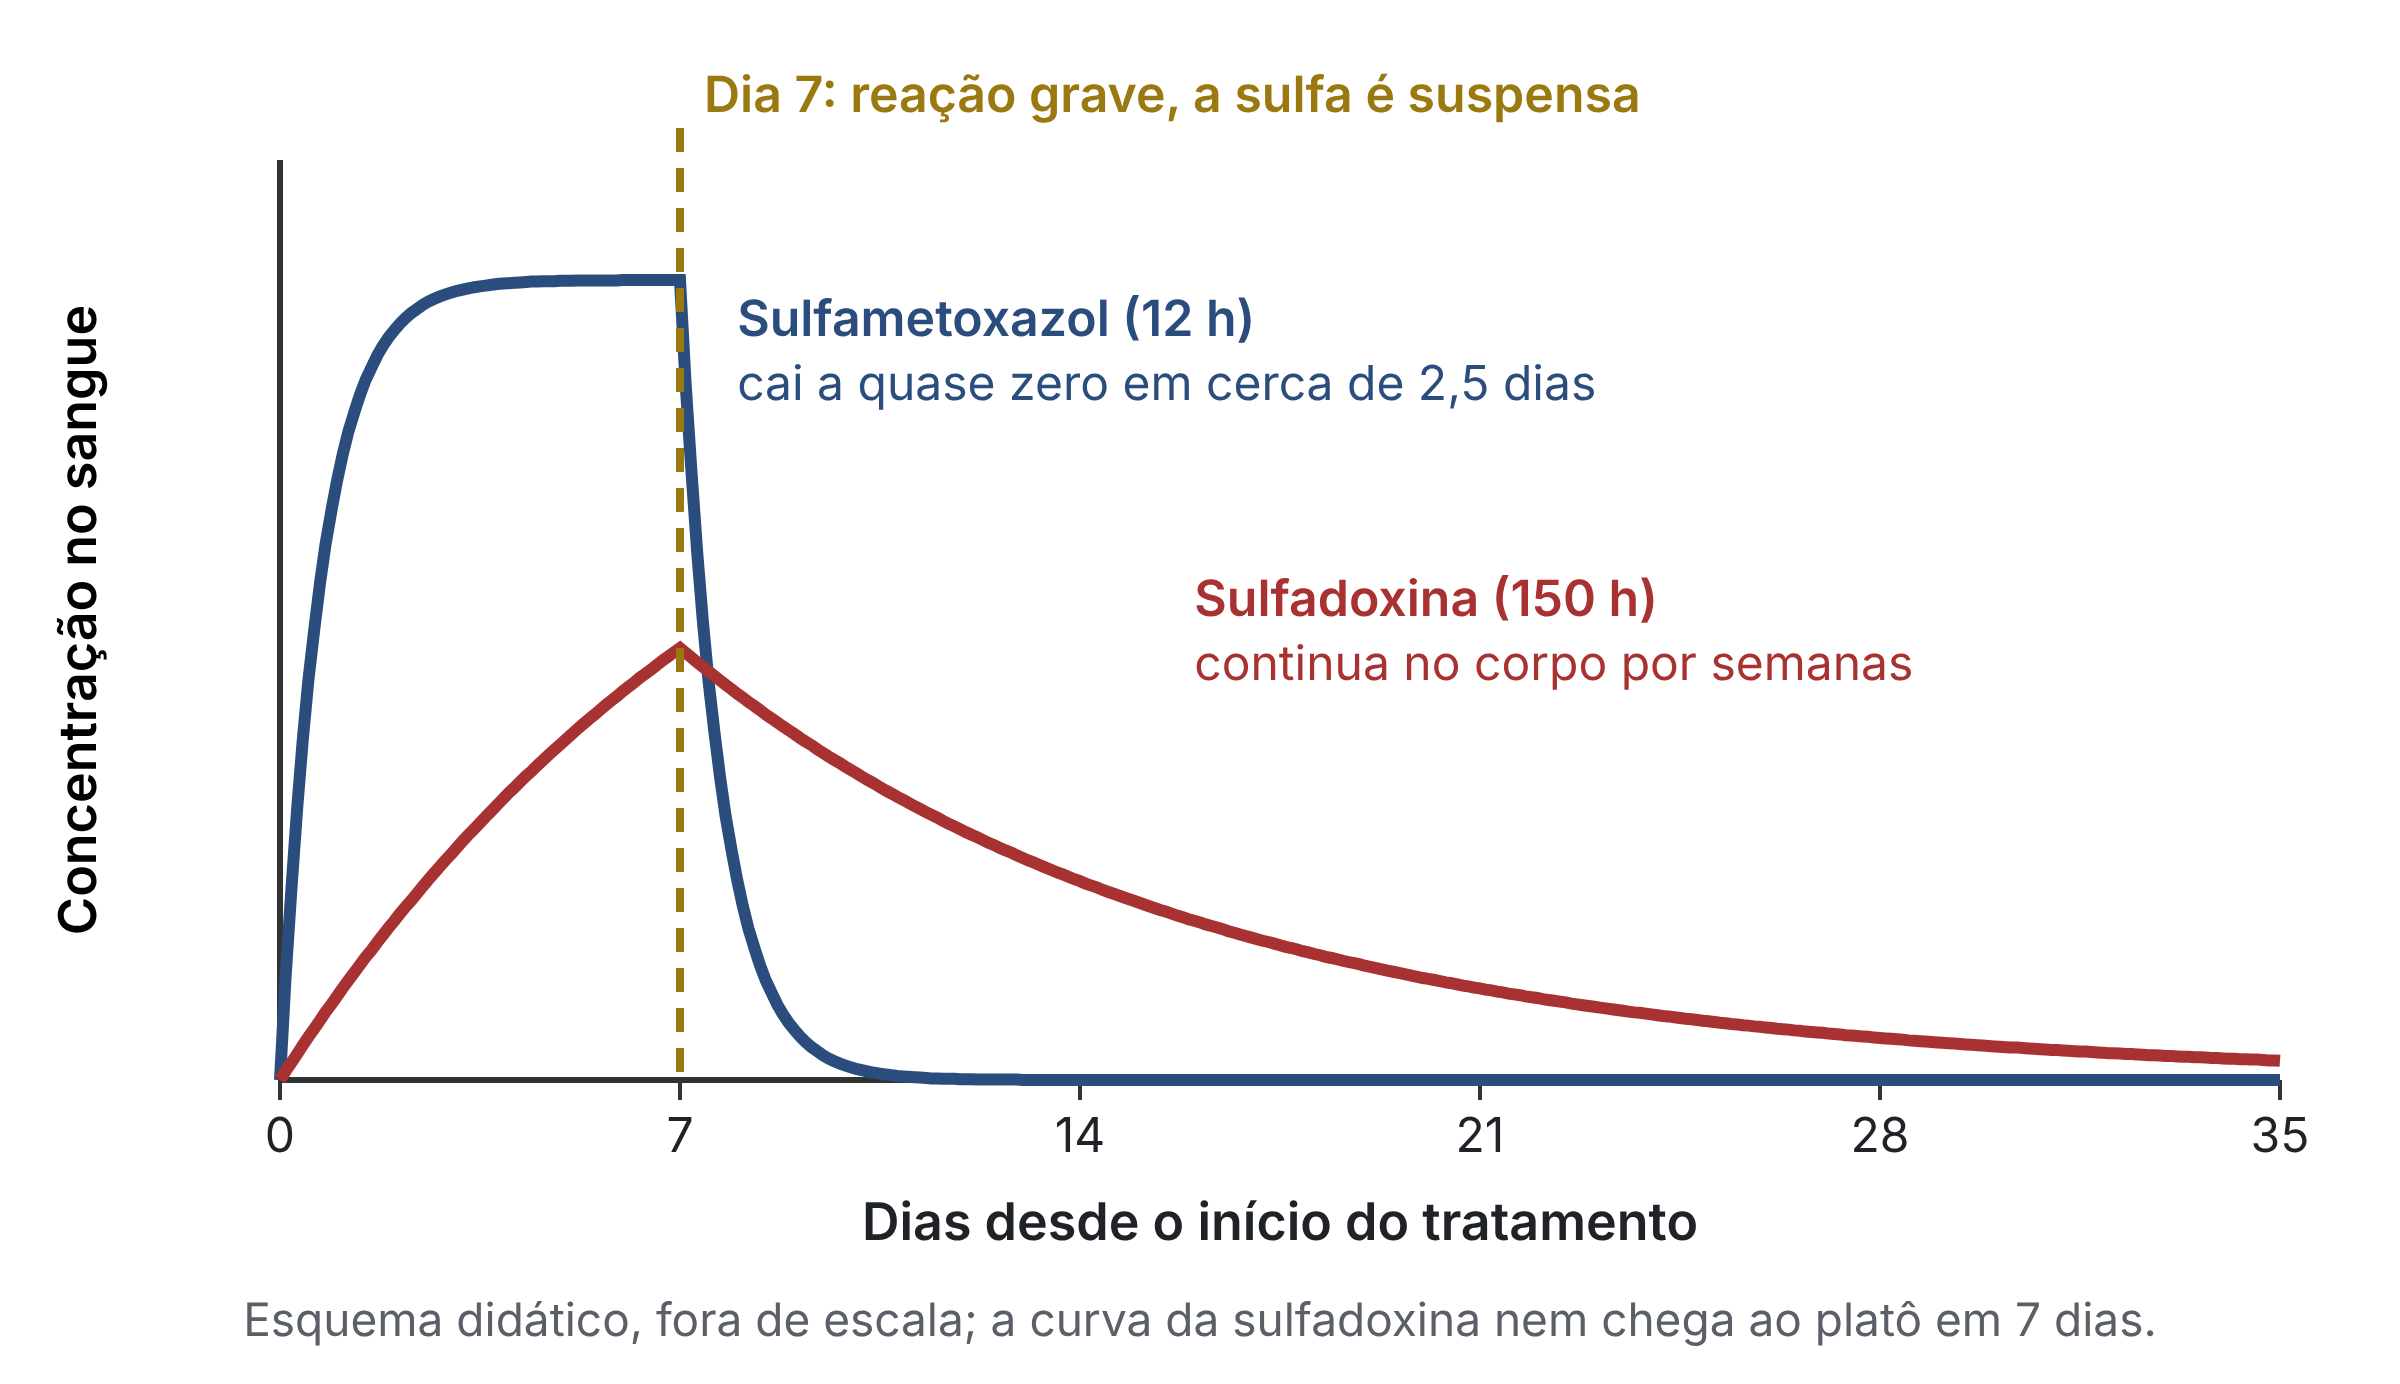 Dia 7: reação grave, a sulfa é suspensa
Concentração no sangue
Sulfametoxazol (12 h)
cai a quase zero em cerca de 2,5 dias
Sulfadoxina (150 h)
continua no corpo por semanas
0 7 14 21 28 35
Dias desde o início do tratamento
Esquema didático, fora de escala; a curva da sulfadoxina nem chega ao platô em 7 dias.